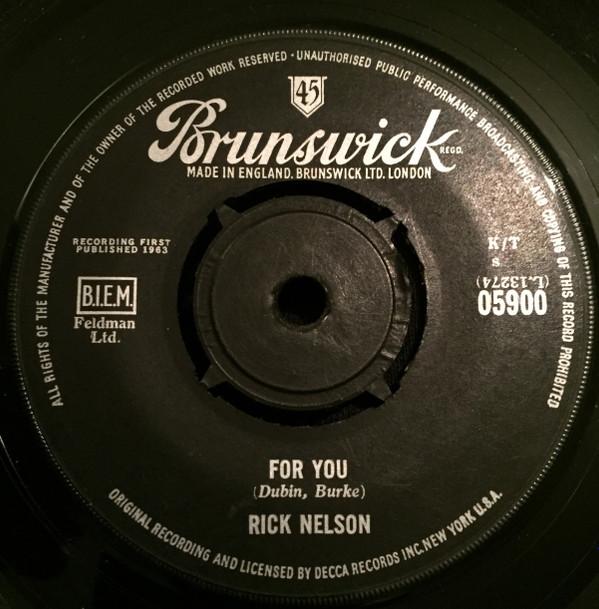 ALL RIGHTS OF THE MANUFACTURER AND OF THE OWNER OF THE RECORDED WORK RESERVED · UNAUTHORISED PUBLIC PERFORMANCE BROADCASTING AND COPYING OF THIS RECORD PROHIBITED
45
Brunswick REGD.
MADE IN ENGLAND. BRUNSWICK LTD. LONDON
RECORDING FIRST
PUBLISHED 1963
B.I.E.M.
Feldman
Ltd.
K/T
s
(L.13274)
05900
FOR YOU
(Dubin, Burke)
RICK NELSON
ORIGINAL RECORDING AND LICENSED BY DECCA RECORDS INC. NEW YORK U.S.A.